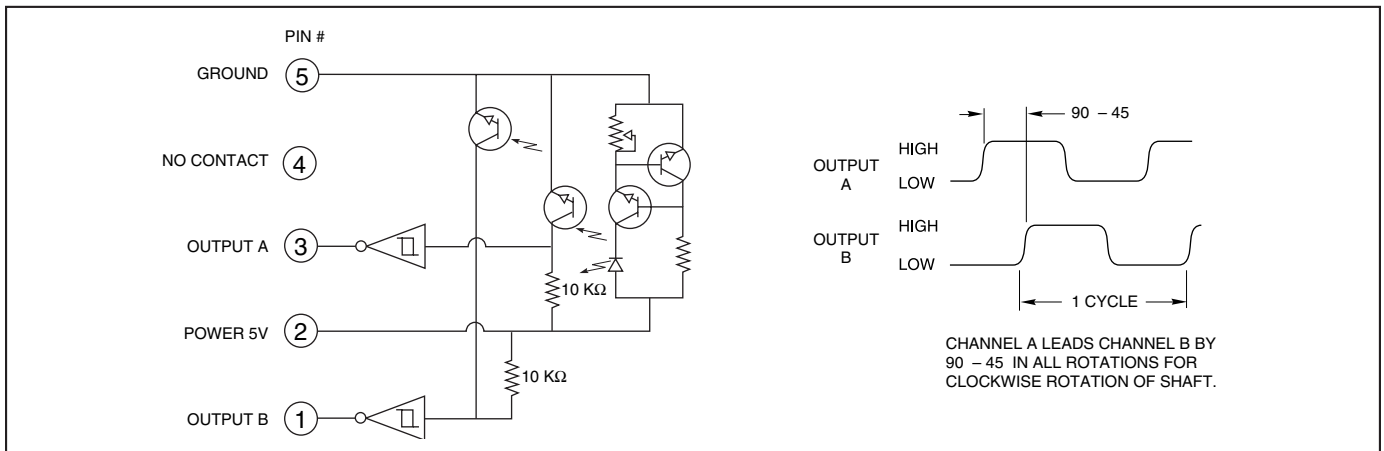 PIN #
GROUND 5
NO CONTACT 4
OUTPUT A 3
10 KΩ
POWER 5V 2
10 KΩ
OUTPUT B 1
90 – 45
OUTPUT
A
HIGH
LOW
OUTPUT
B
HIGH
LOW
1 CYCLE
CHANNEL A LEADS CHANNEL B BY
90 – 45 IN ALL ROTATIONS FOR
CLOCKWISE ROTATION OF SHAFT.